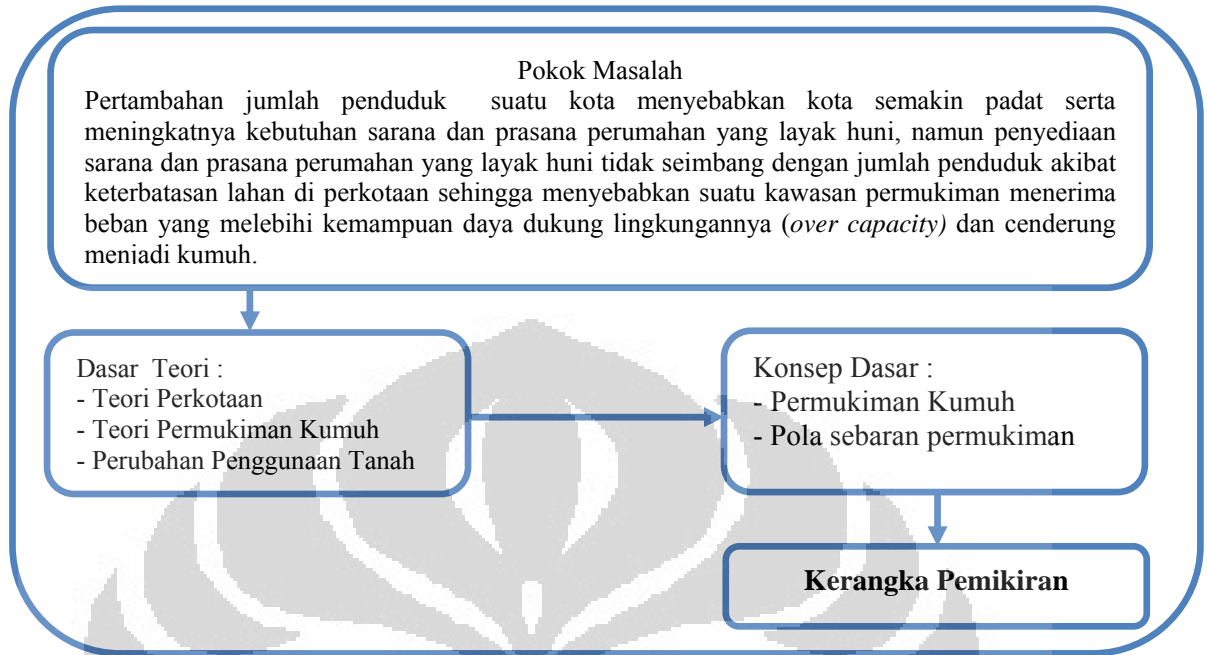 Pokok Masalah
Pertambahan jumlah penduduk suatu kota menyebabkan kota semakin padat serta
meningkatnya kebutuhan sarana dan prasana perumahan yang layak huni, namun penyediaan
sarana dan prasana perumahan yang layak huni tidak seimbang dengan jumlah penduduk akibat
keterbatasan lahan di perkotaan sehingga menyebabkan suatu kawasan permukiman menerima
beban yang melebihi kemampuan daya dukung lingkungannya (over capacity) dan cenderung
menjadi kumuh.
Dasar Teori :
- Teori Perkotaan
- Teori Permukiman Kumuh
- Perubahan Penggunaan Tanah
Konsep Dasar :
- Permukiman Kumuh
- Pola sebaran permukiman
Kerangka Pemikiran